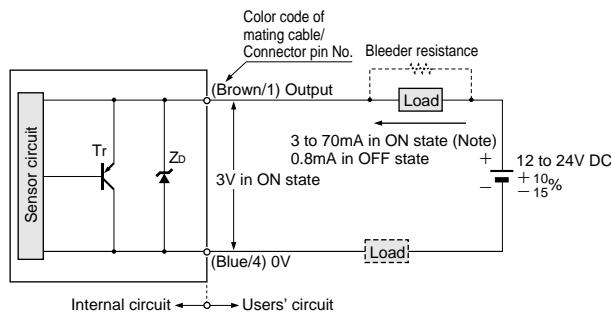 Color code of
mating cable/
Connector pin No.
Bleeder resistance
(Brown/1) Output
Load
Sensor circuit
Tr
ZD
3V in ON state
3 to 70mA in ON state (Note)
0.8mA in OFF state
+
−
12 to 24V DC
+ 10
− 15
%
(Blue/4) 0V
Load
Internal circuit
Users' circuit